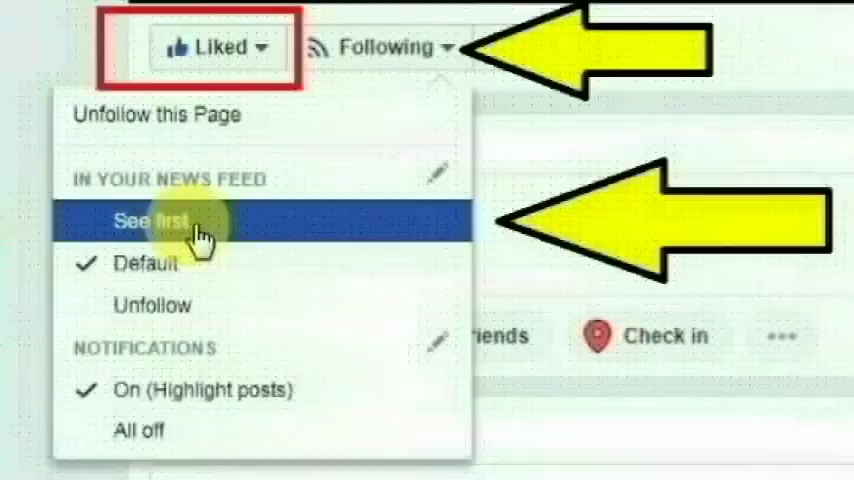 Liked Following
Unfollow this Page
IN YOUR NEWS FEED
See first
Default
Unfollow
riends Check in
NOTIFICATIONS
On (Highlight posts)
All off